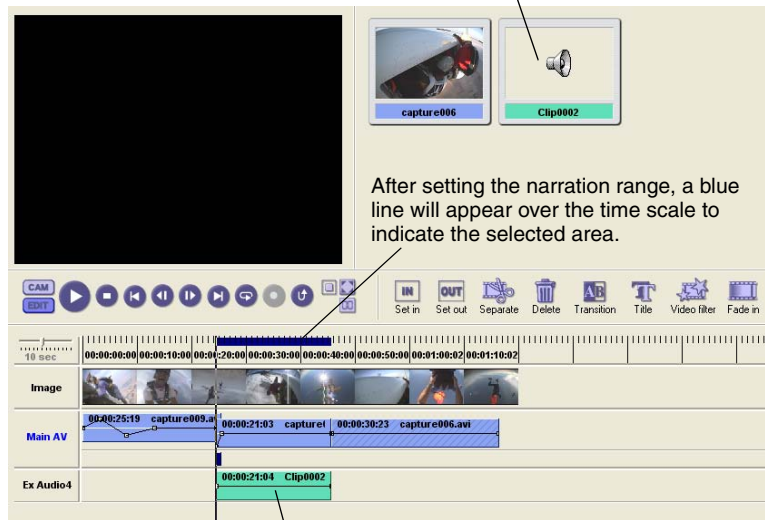 capture006 Clip0002
After setting the narration range, a blue
line will appear over the time scale to
indicate the selected area.
CAM
EDIT
IN OUT AB
Set in Set out Separate Delete Transition Title Video filter Fade in
10 sec 00:00:00:00 00:00:10:00 00:00:20:00 00:00:30:00 00:00:40:00 00:00:50:00 00:01:00:02 00:01:10:02
Image
00:00:25:19 capture009.a
Main AV 00:00:21:03 capture 00:00:30:23 capture006.avi
Ex Audio4 00:00:21:04 Clip0002